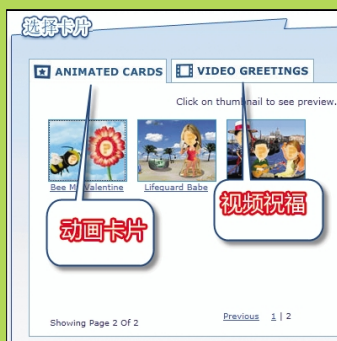 选择卡片
ANIMATED CARDS VIDEO GREETINGS
Click on thumbnail to see preview.
Bee My Valentine Lifeguard Babe
动画卡片
视频祝福
Previous 1 | 2
Showing Page 2 Of 2